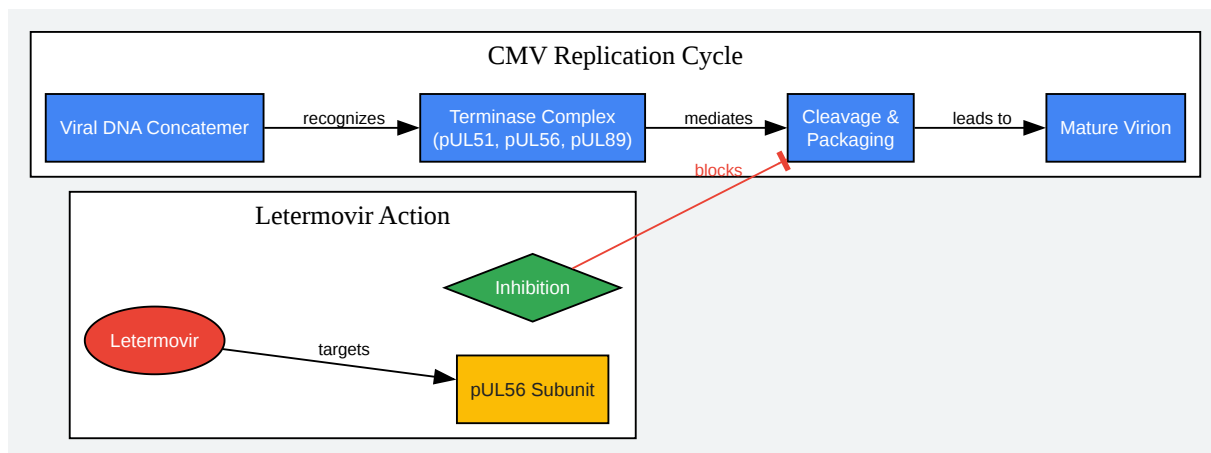 CMV Replication Cycle
Viral DNA Concatemer
recognizes
Terminase Complex
(pUL51, pUL56, pUL89)
mediates
Cleavage &
Packaging
leads to
Mature Virion
blocks
Letermovir Action
Inhibition
Letermovir
targets
pUL56 Subunit